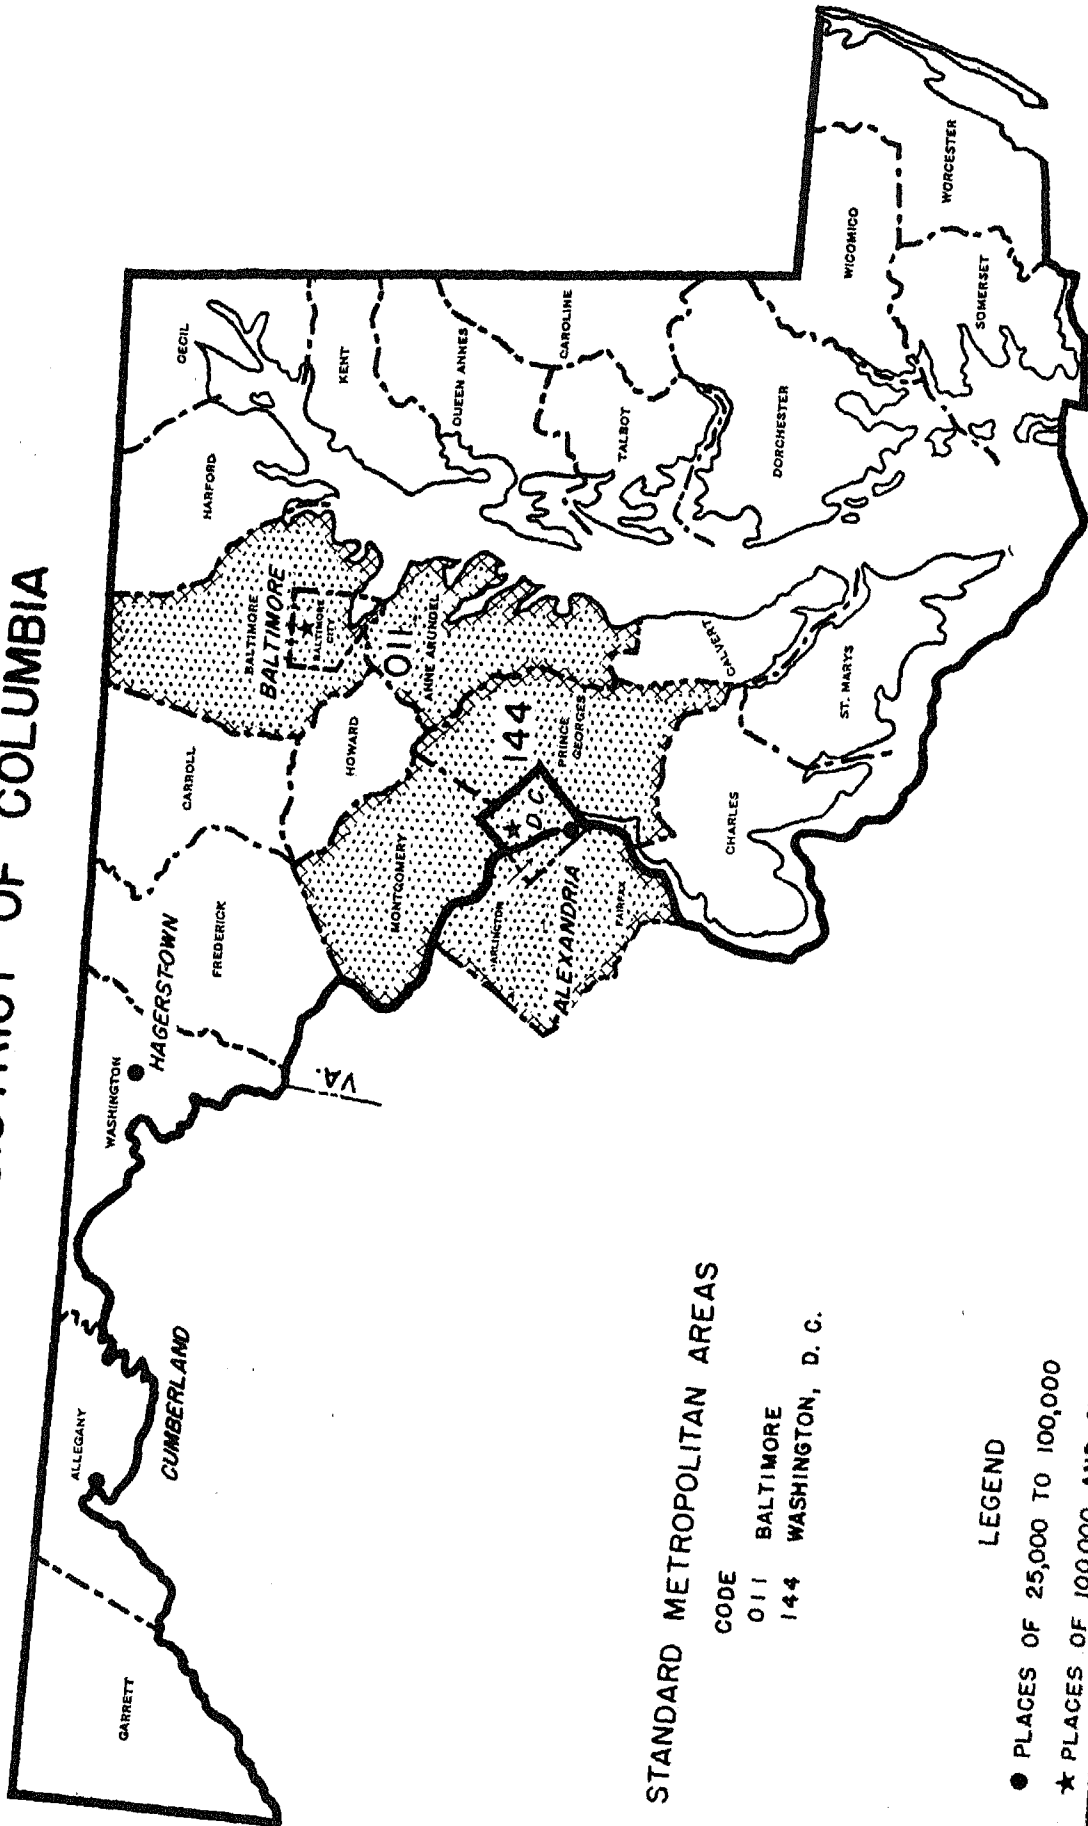 DISTRICT OF COLUMBIA
GARRETT
ALLEGANY
CUMBERLAND
WASHINGTON
HAGERSTOWN
FREDERICK
CARROLL
BALTIMORE
BALTIMORE
BALTIMORE
CITY
HARFORD
CECIL
KENT
QUEEN ANNES
CAROLINE
TALBOT
DORCHESTER
WICOMICO
WORCESTER
SOMERSET
HOWARD
011
ANNE ARUNDEL
MONTGOMERY
144
PRINCE
GEORGES
D. C.
VA.
ARLINGTON
ALEXANDRIA
FAIRFAX
CALVERT
CHARLES
ST. MARYS
STANDARD METROPOLITAN AREAS
CODE
011 BALTIMORE
144 WASHINGTON, D. C.
LEGEND
● PLACES OF 25,000 TO 100,000
★ PLACES OF 100,000 AND